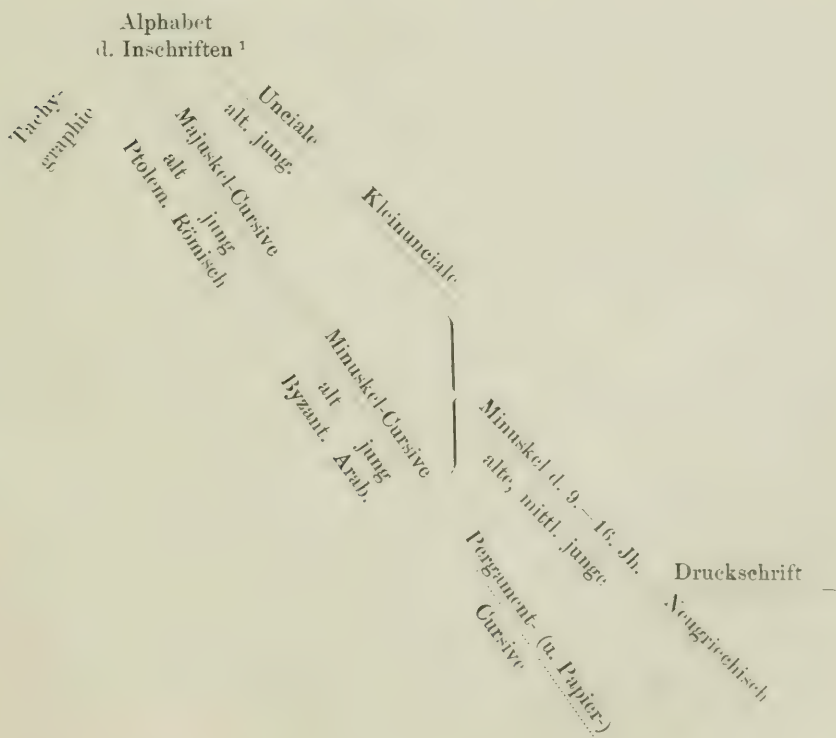 Alphabet
d. Inschriften ¹
Tachy-
graphie
Unciale
alt. jung.
Majuskel-Cursive
alt jung
Ptolem. Römisch
Kleinunciale
Minuskel-Cursive
alt jung
Byzant. Arab.
Minuskel d. 9.–16. Jh.
alte, mittl. junge
Pergament- (u. Papier-)
Cursive
Druckschrift
Neugriechisch